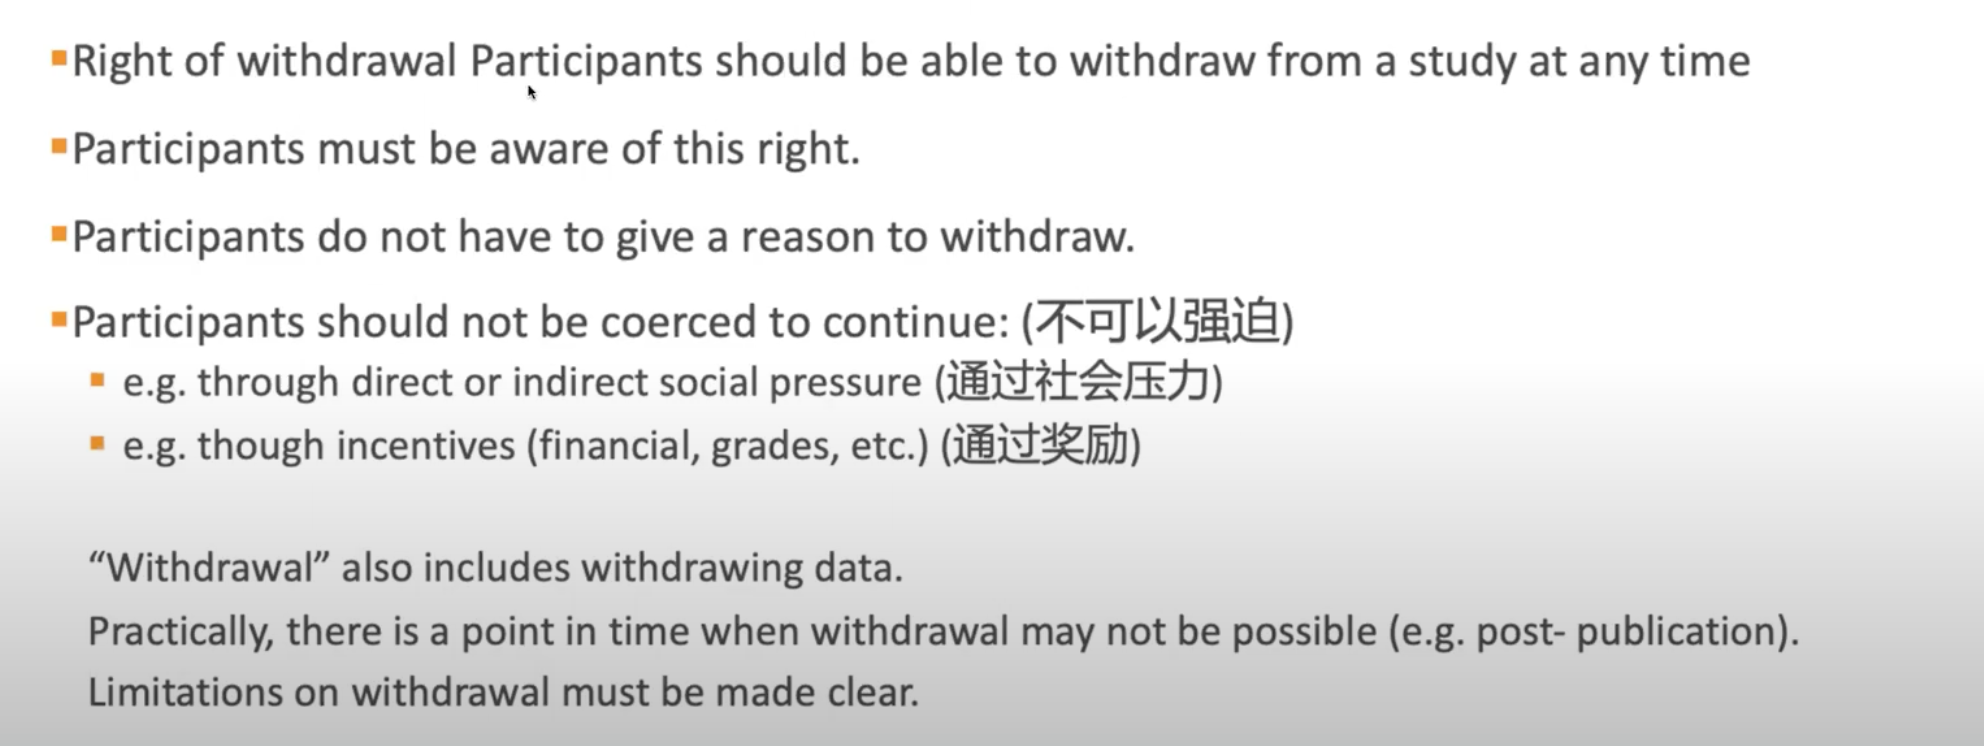 Right of withdrawal Participants should be able to withdraw from a study at any time
Participants must be aware of this right.
Participants do not have to give a reason to withdraw.
Participants should not be coerced to continue: (不可以强迫)
e.g. through direct or indirect social pressure (通过社会压力)
e.g. though incentives (financial, grades, etc.) (通过奖励)
“Withdrawal” also includes withdrawing data.
Practically, there is a point in time when withdrawal may not be possible (e.g. post- publication).
Limitations on withdrawal must be made clear.